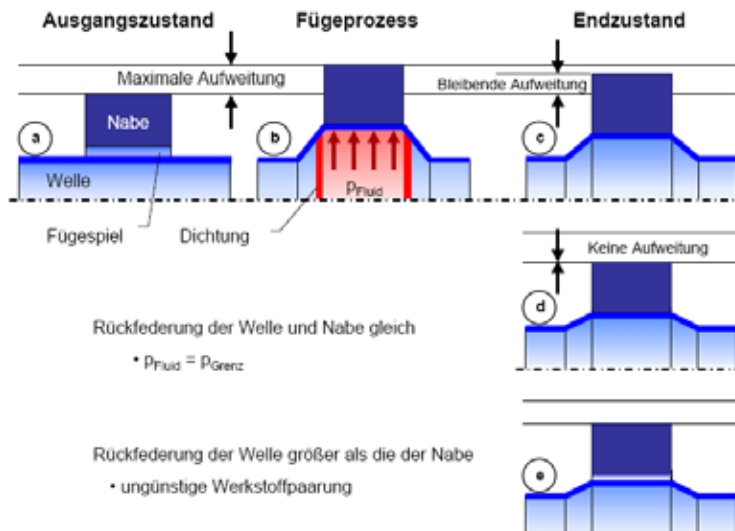 Ausgangszustand
Fügeprozess
Endzustand
Maximale Aufweitung
Bleibende Aufweitung
Nabe
a
b
c
Welle
pFluid
Fügespiel
Dichtung
Keine Aufweitung
d
Rückfederung der Welle und Nabe gleich
• pFluid = pGrenz
Rückfederung der Welle größer als die der Nabe
• ungünstige Werkstoffpaarung
e